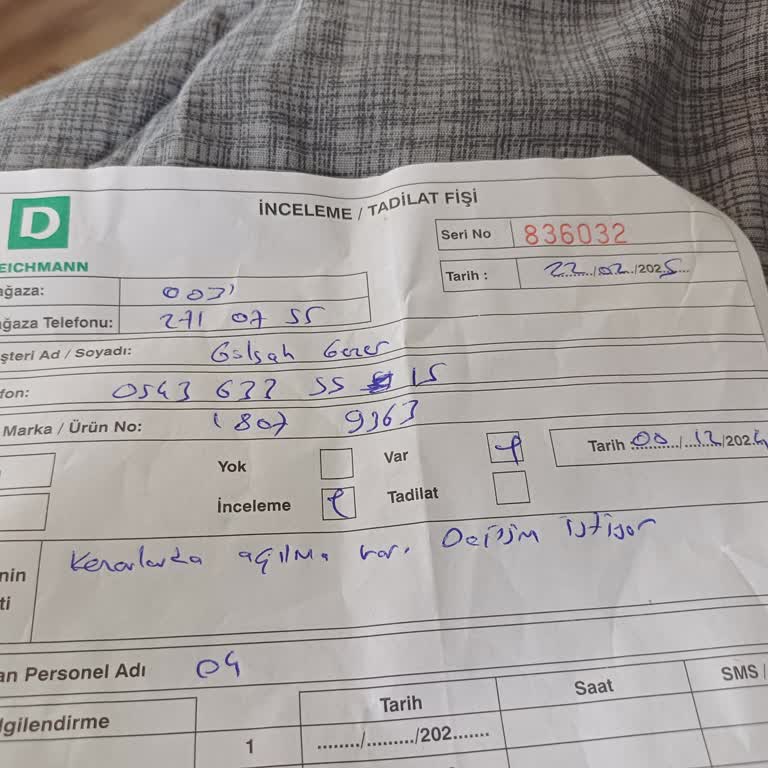 İNCELEME / TADİLAT FİŞİ
D
EICHMANN
Seri No 836032
Tarih : 22/02/2025
ağaza: 003
ğaza Telefonu: 271 07 55
şteri Ad / Soyadı: Gülşah Gezer
fon: 0543 633 55 15
Marka / Ürün No: 1807 9363
Yok Var Tarih /12/2024
İnceleme Tadilat
nin
ti
Kenarlarda açılma var. Değişim istiyor
an Personel Adı 04
lgilendirme Tarih Saat SMS /
1 ......../........./202.......